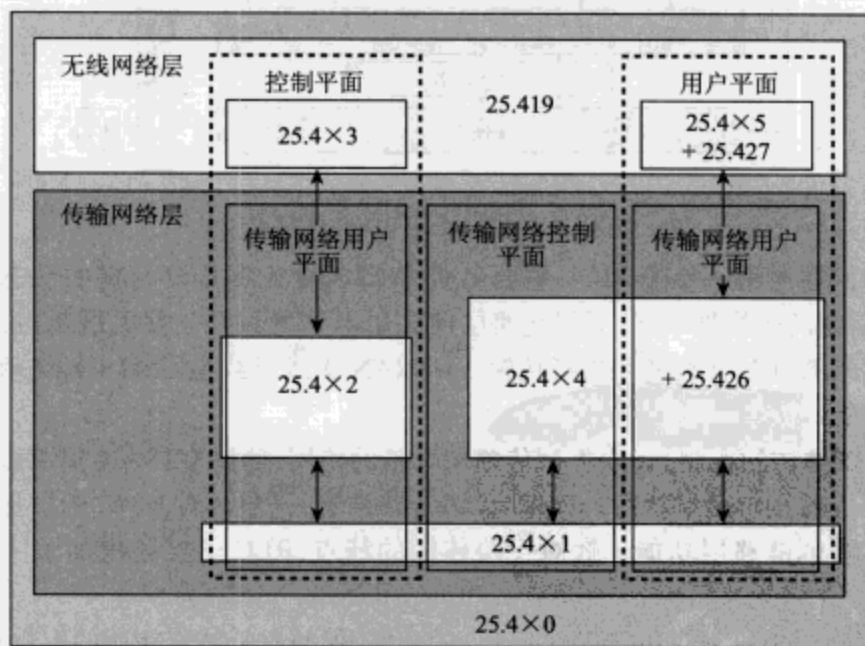 无线网络层
控制平面
25.4×3
25.419
用户平面
25.4×5
+ 25.427
传输网络层
传输网络用户
平面
传输网络控制
平面
传输网络用户
平面
25.4×2
25.4×4
+ 25.426
25.4×1
25.4×0